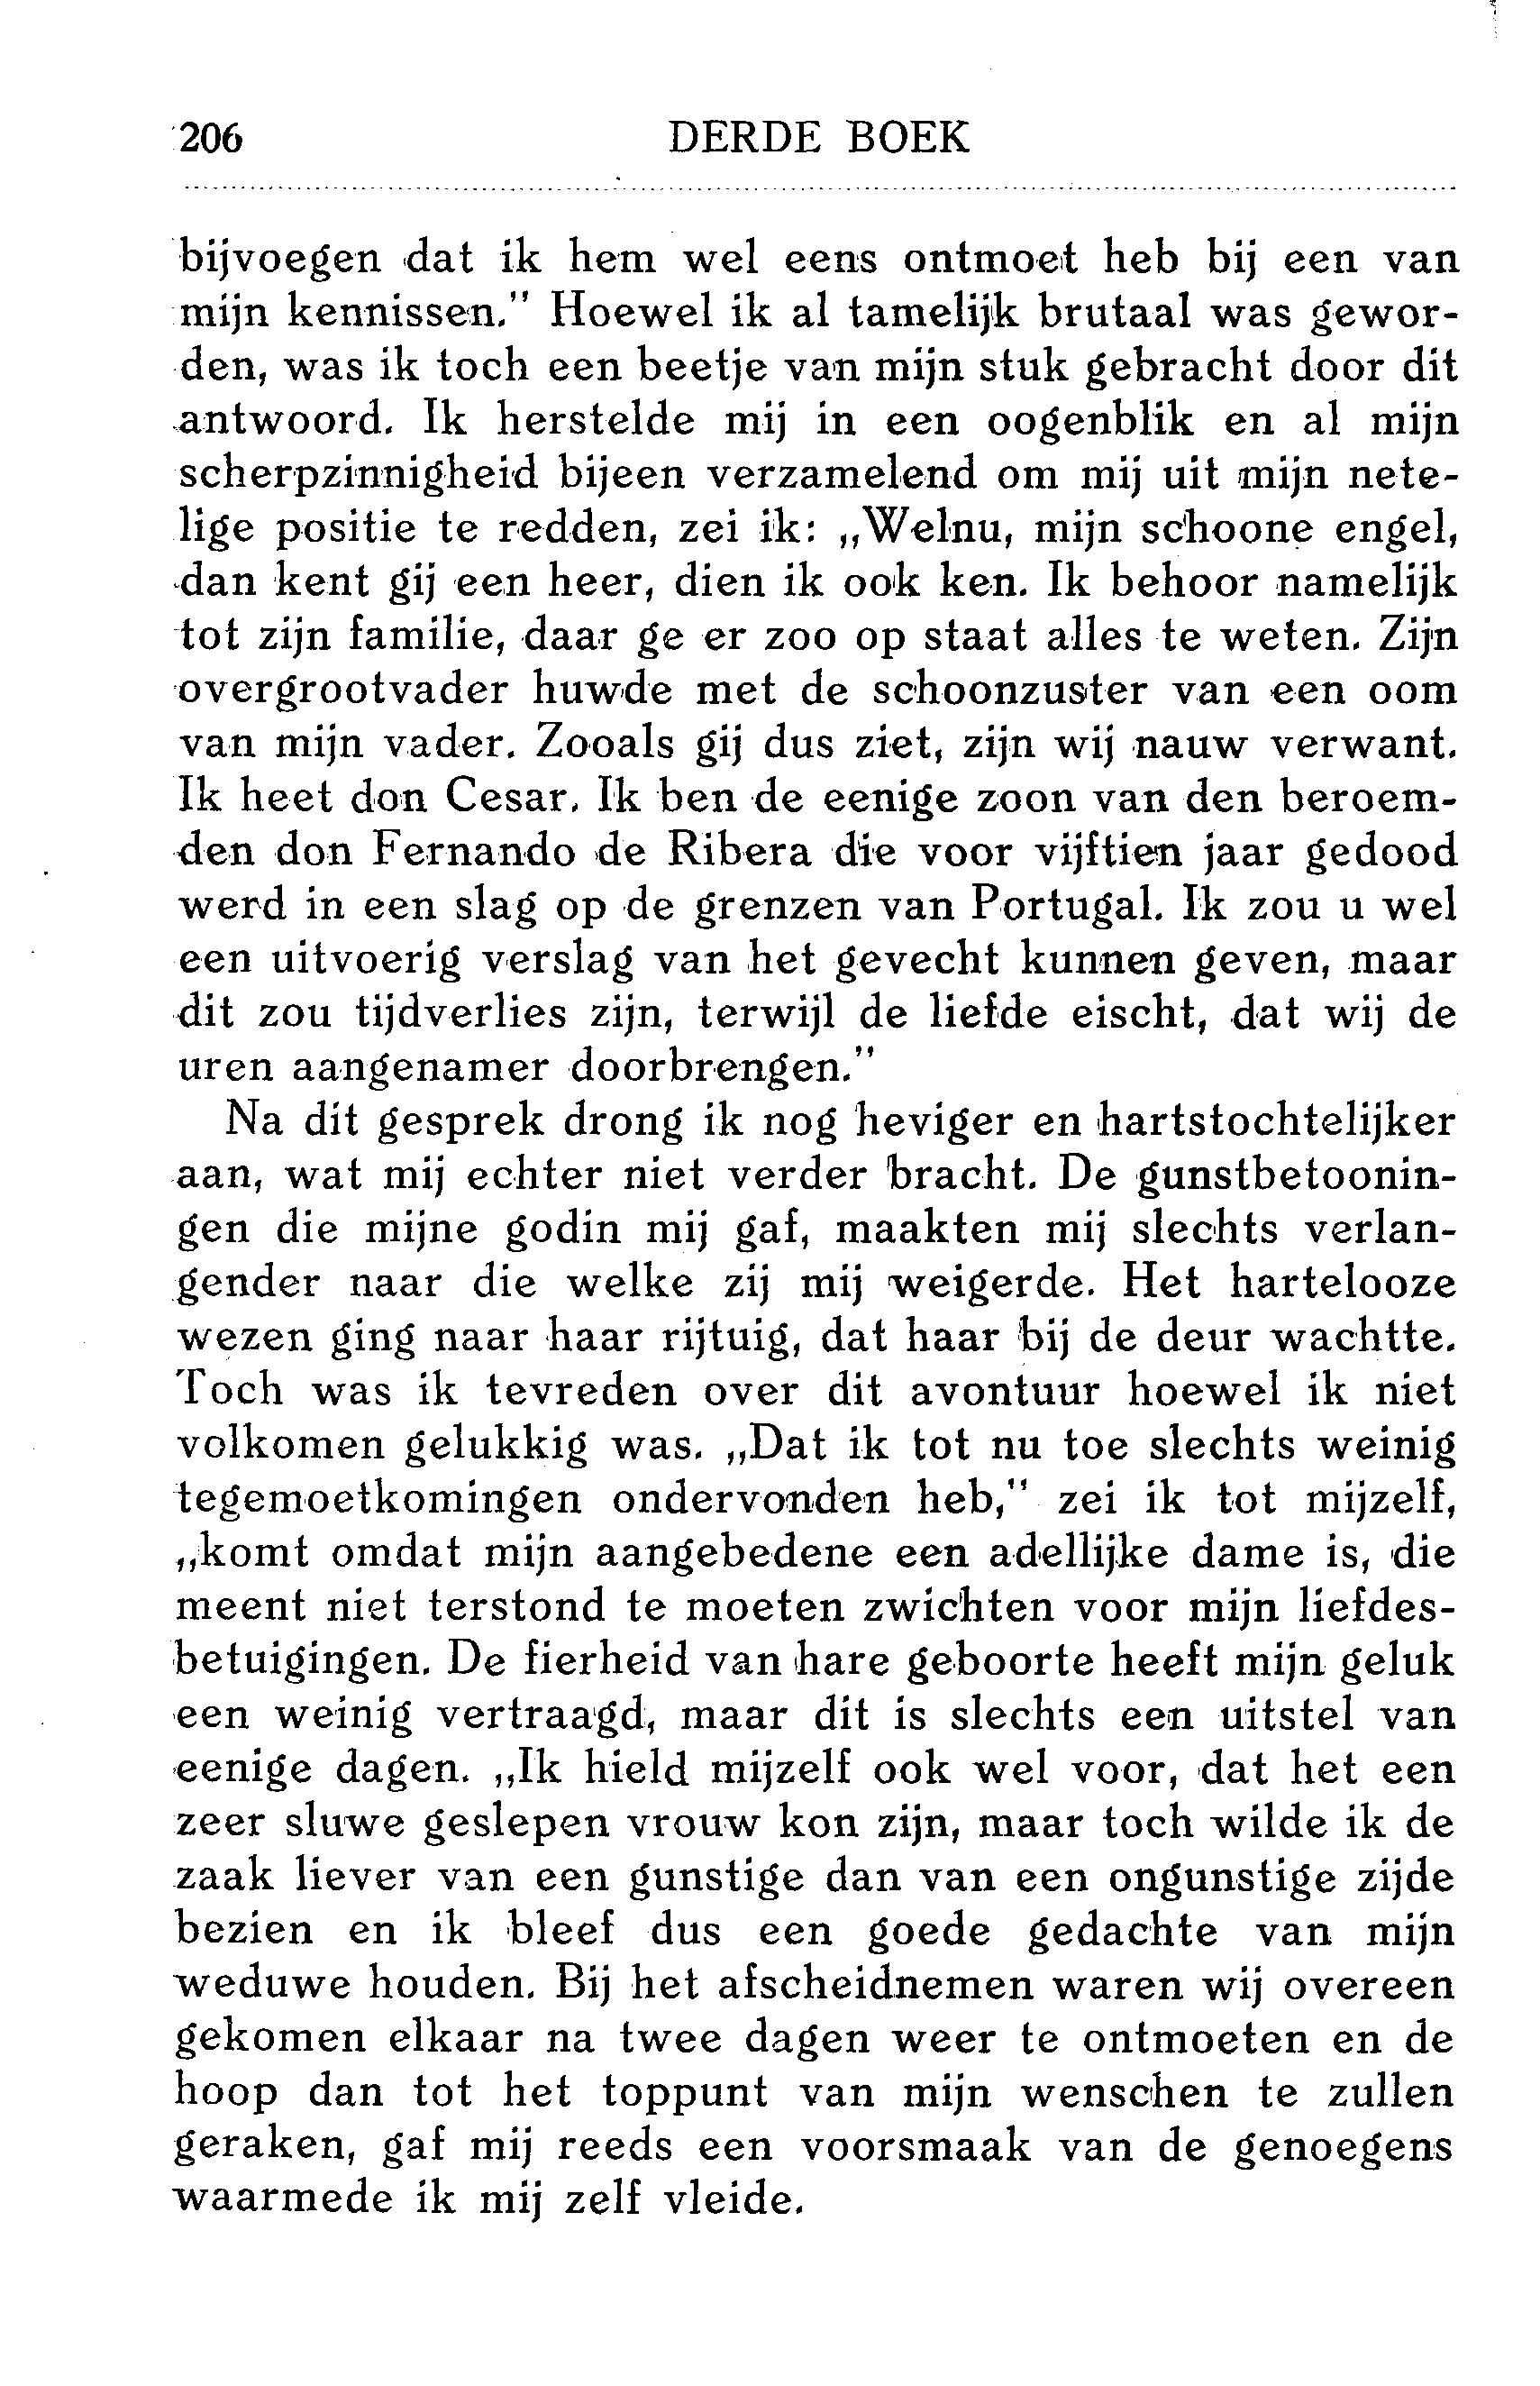 206 DERDE BOEK
bijvoegen dat ik hem wel eens ontmoet heb bij een van
mijn kennissen." Hoewel ik al tamelijk brutaal was gewor-
den, was ik toch een beetje van mijn stuk gebracht door dit
antwoord. Ik herstelde mij in een oogenblik en al mijn
scherpzinnigheid bijeen verzamelend om mij uit mijn nete-
lige positie te redden, zei ik: „Welnu, mijn schoone engel,
dan kent gij een heer, dien ik ook ken. Ik behoor namelijk
tot zijn familie, daar ge er zoo op staat alles te weten. Zijn
overgrootvader huwde met de schoonzuster van een oom
van mijn vader. Zooals gij dus ziet, zijn wij nauw verwant.
Ik heet don Cesar. Ik ben de eenige zoon van den beroem-
den don Fernando de Ribera die voor vijftien jaar gedood
werd in een slag op de grenzen van Portugal. Ik zou u wel
een uitvoerig verslag van het gevecht kunnen geven, maar
dit zou tijdverlies zijn, terwijl de liefde eischt, dat wij de
uren aangenamer doorbrengen."
Na dit gesprek drong ik nog heviger en hartstochtelijker
aan, wat mij echter niet verder bracht. De gunstbetoonin-
gen die mijne godin mij gaf, maakten mij slechts verlan-
gender naar die welke zij mij weigerde. Het hartelooze
wezen ging naar haar rijtuig, dat haar bij de deur wachtte.
Toch was ik tevreden over dit avontuur hoewel ik niet
volkomen gelukkig was. „Dat ik tot nu toe slechts weinig
tegemoetkomingen ondervonden heb," zei ik tot mijzelf,
„komt omdat mijn aangebedene een adellijke dame is, die
meent niet terstond te moeten zwichten voor mijn liefdes-
betuigingen. De fierheid van hare geboorte heeft mijn geluk
een weinig vertraagd, maar dit is slechts een uitstel van
eenige dagen. „Ik hield mijzelf ook wel voor, dat het een
zeer sluwe geslepen vrouw kon zijn, maar toch wilde ik de
zaak liever van een gunstige dan van een ongunstige zijde
bezien en ik bleef dus een goede gedachte van mijn
weduwe houden. Bij het afscheidnemen waren wij overeen
gekomen elkaar na twee dagen weer te ontmoeten en de
hoop dan tot het toppunt van mijn wenschen te zullen
geraken, gaf mij reeds een voorsmaak van de genoegens
waarmede ik mij zelf vleide.